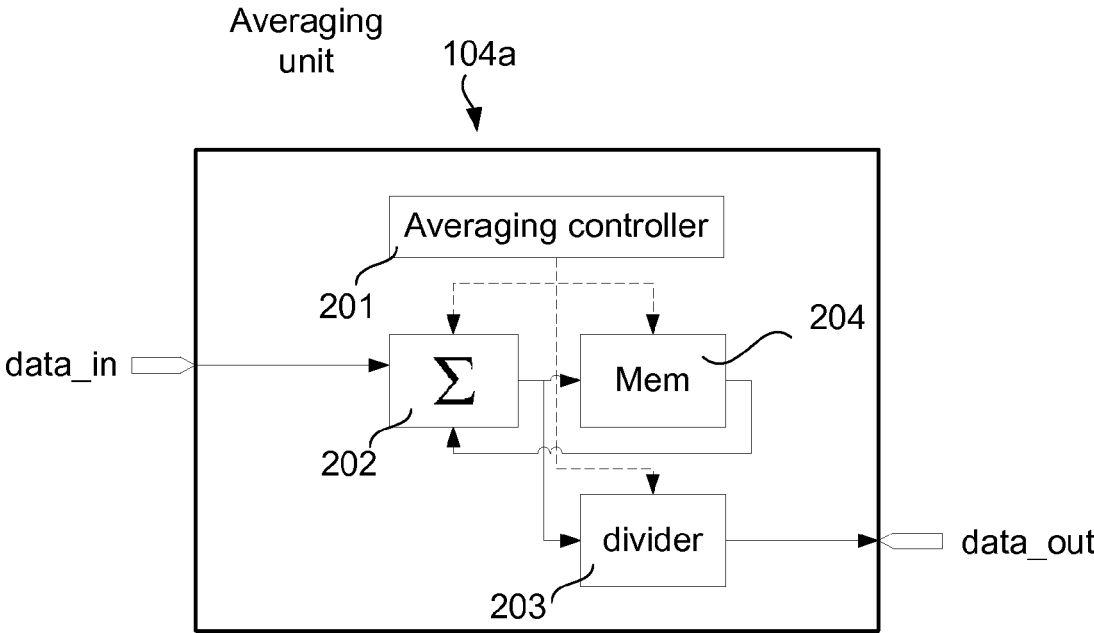 Averaging
unit
104a
Averaging controller
201
204
data_in
Σ
Mem
202
divider
data_out
203